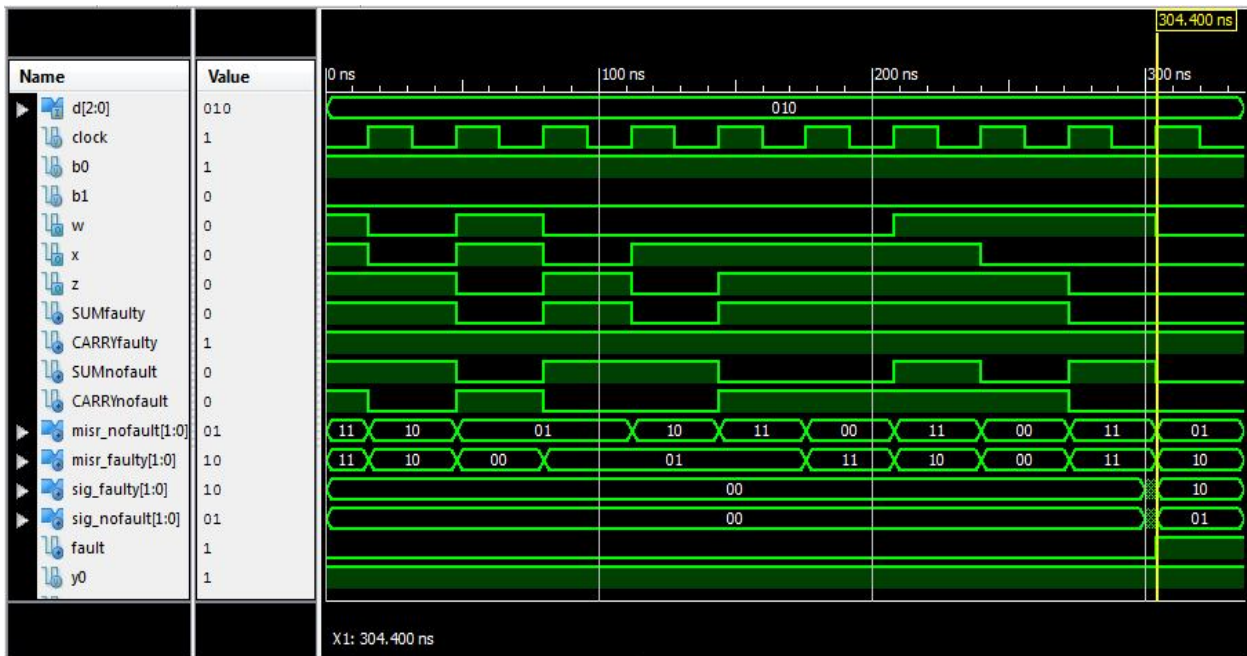 304.400 ns
Name Value 0 ns 100 ns 200 ns 300 ns
d[2:0] 010 010
clock 1
b0 1
b1 0
w 0
x 0
z 0
SUMfaulty 0
CARRYfaulty 1
SUMnofault 0
CARRYnofault 0
misr_nofault[1:0] 01 11 10 01 10 11 00 11 00 11 01
misr_faulty[1:0] 10 11 10 00 01 11 10 00 11 10
sig_faulty[1:0] 10 00 10
sig_nofault[1:0] 01 00 01
fault 1
y0 1
X1: 304.400 ns